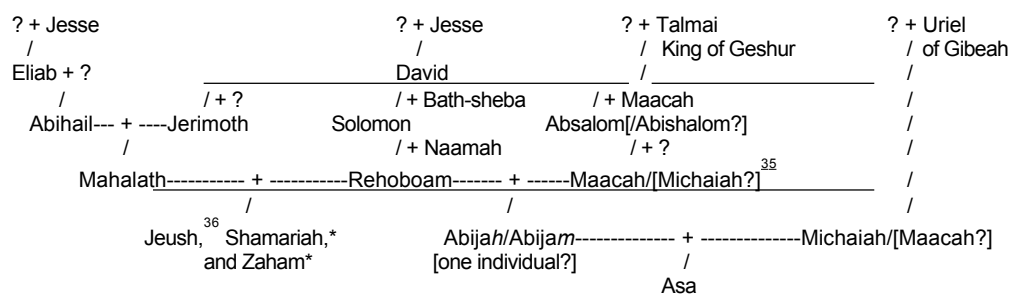 ? + Jesse ? + Jesse ? + Talmai ? + Uriel
/ / / King of Geshur / of Gibeah
Eliab + ? David / /
/ / + ? / + Bath-sheba / + Maacah /
Abihail--- + ----Jerimoth Solomon Absalom[/Abishalom?] /
/ / + Naamah / + ? /
Mahalath----------- + -----------Rehoboam------- + ------Maacah/[Michaiah?]35 /
/ / /
Jeush,36 Shamariah,* Abijah/Abijam--------------- + ---------------Michaiah/[Maacah?]
and Zaham* [one individual?] /
Asa